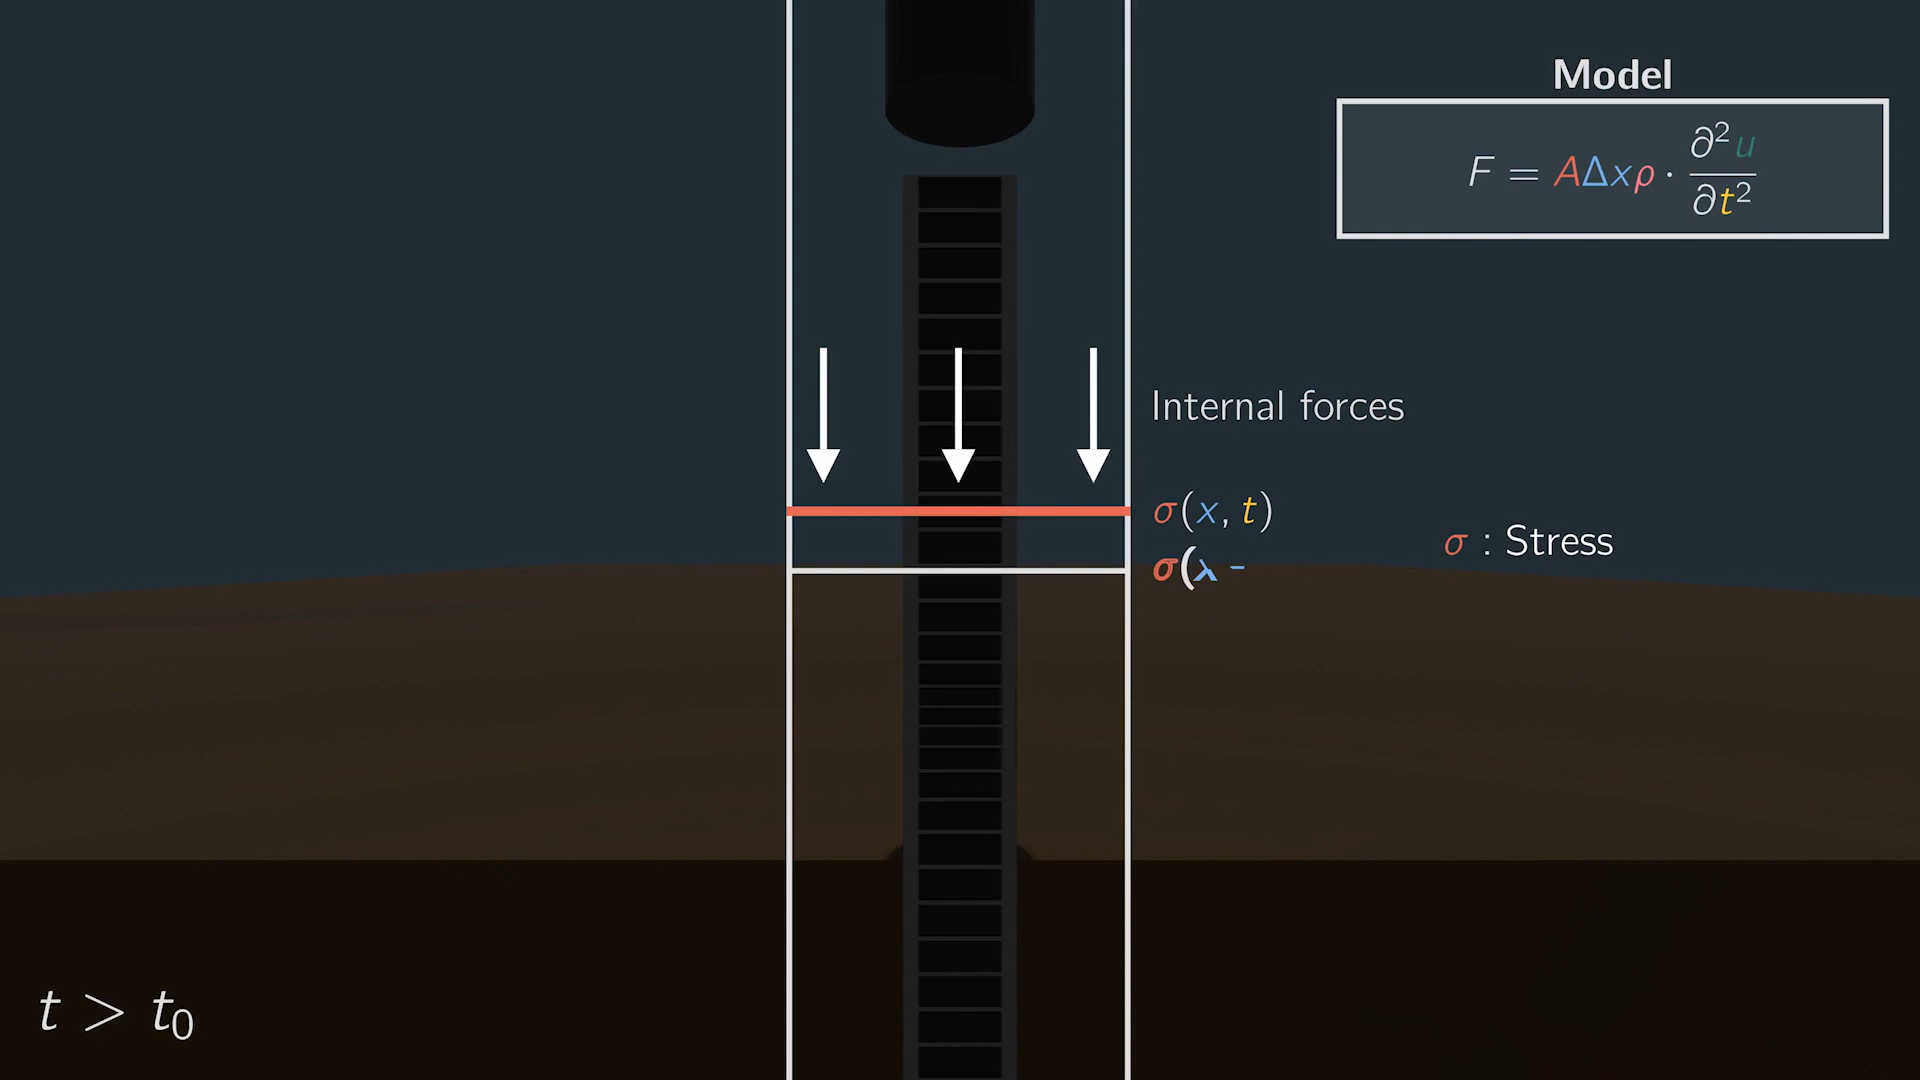 Model
F = AΔxρ · ∂²u/∂t²
Internal forces
σ(x, t)
σ : Stress
σ(
t > t₀